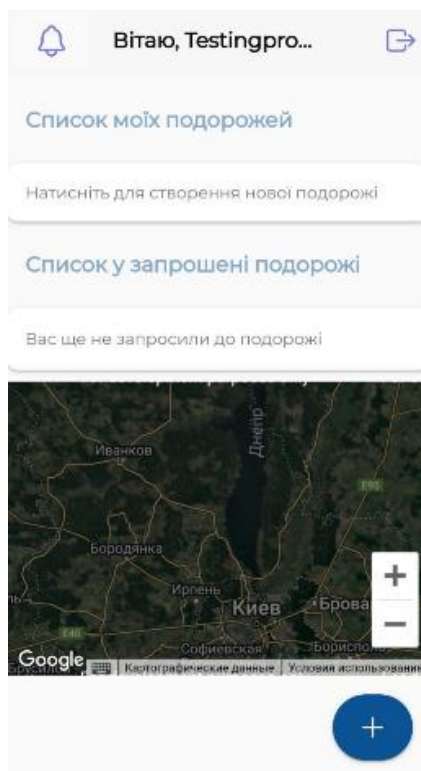 Вітаю, Testingpro...
Список моїх подорожей
Натисніть для створення нової подорожі
Список у запрошені подорожі
Вас ще не запросили до подорожі
Днепр
Иванков
E95
Бородянка
Ирпень
Киев
Брова
E40
Софиевская
Борисполь
Google
Картографические данные
Условия использования